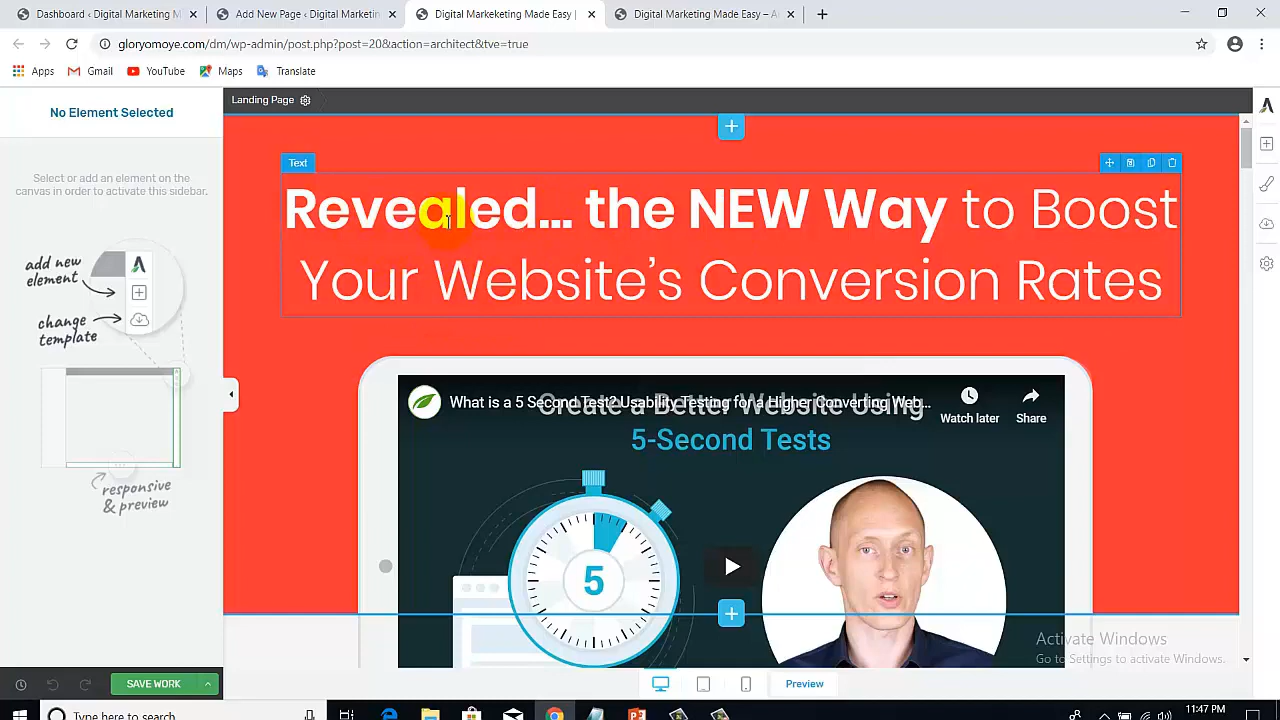 Dashboard ‹ Digital Marketing M
Add New Page ‹ Digital Marketin
Digital Markeketing Made Easy |
Digital Marketing Made Easy – A
gloryomoye.com/dm/wp-admin/post.php?post=20&action=architect&tve=true
Apps
Gmail
YouTube
Maps
Translate
No Element Selected
Landing Page
Select or add an element on the
canvas in order to activate this sidebar.
add new
element
change
template
responsive
& preview
Text
Revealed... the NEW Way to Boost
Your Website's Conversion Rates
What is a 5 Second Test? Usability Testing for a Higher Converting Web...
Create a Better Website Using
5-Second Tests
Watch later
Share
5
Activate Windows
Go to Settings to activate Windows.
SAVE WORK
Preview
Type here to search
11:47 PM